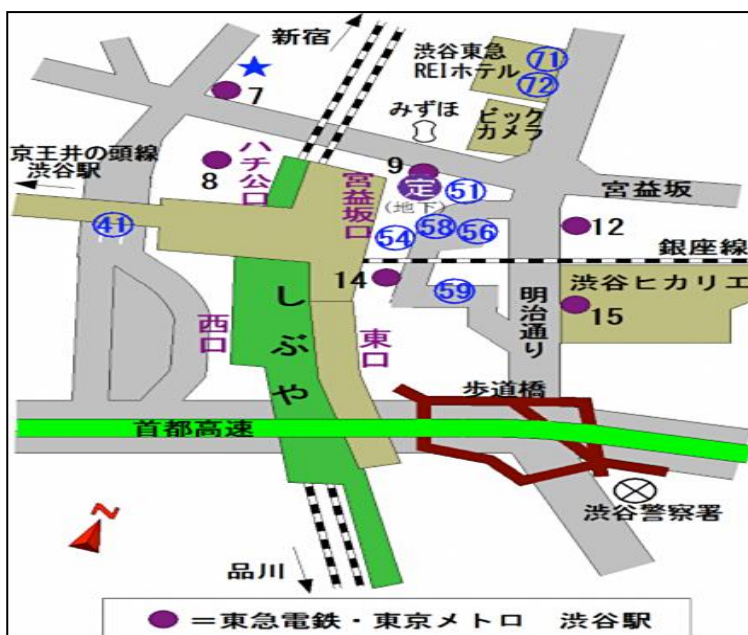 新宿
渋谷東急
REIホテル
71
72
7
みずほ
ビック
カメラ
京王井の頭線
渋谷駅
8
ハチ公口
宮益坂口
9
定
(地下)
51
宮益坂
41
54
58
56
12
銀座線
14
59
渋谷ヒカリエ
15
明治通り
しぶや
西口
東口
歩道橋
首都高速
渋谷警察署
N
品川
=東急電鉄・東京メトロ 渋谷駅